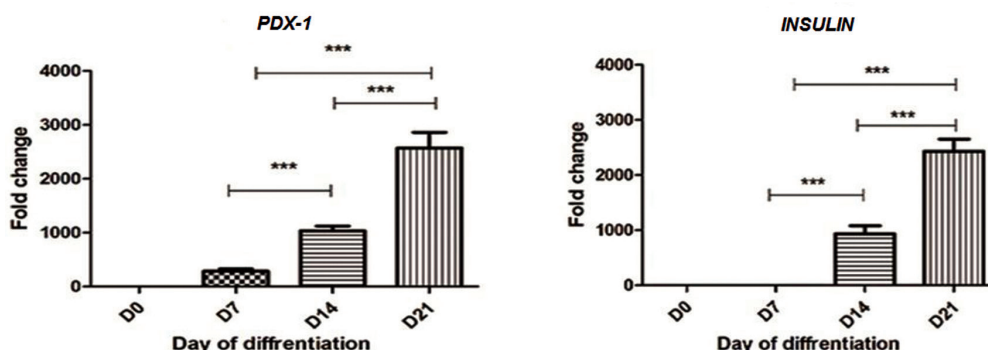 PDX-1
***
***
***
4000
3000
2000
1000
0
Fold change
D0 D7 D14 D21
Day of diffrentiation
INSULIN
***
***
***
4000
3000
2000
1000
0
Fold change
D0 D7 D14 D21
Day of diffrentiation